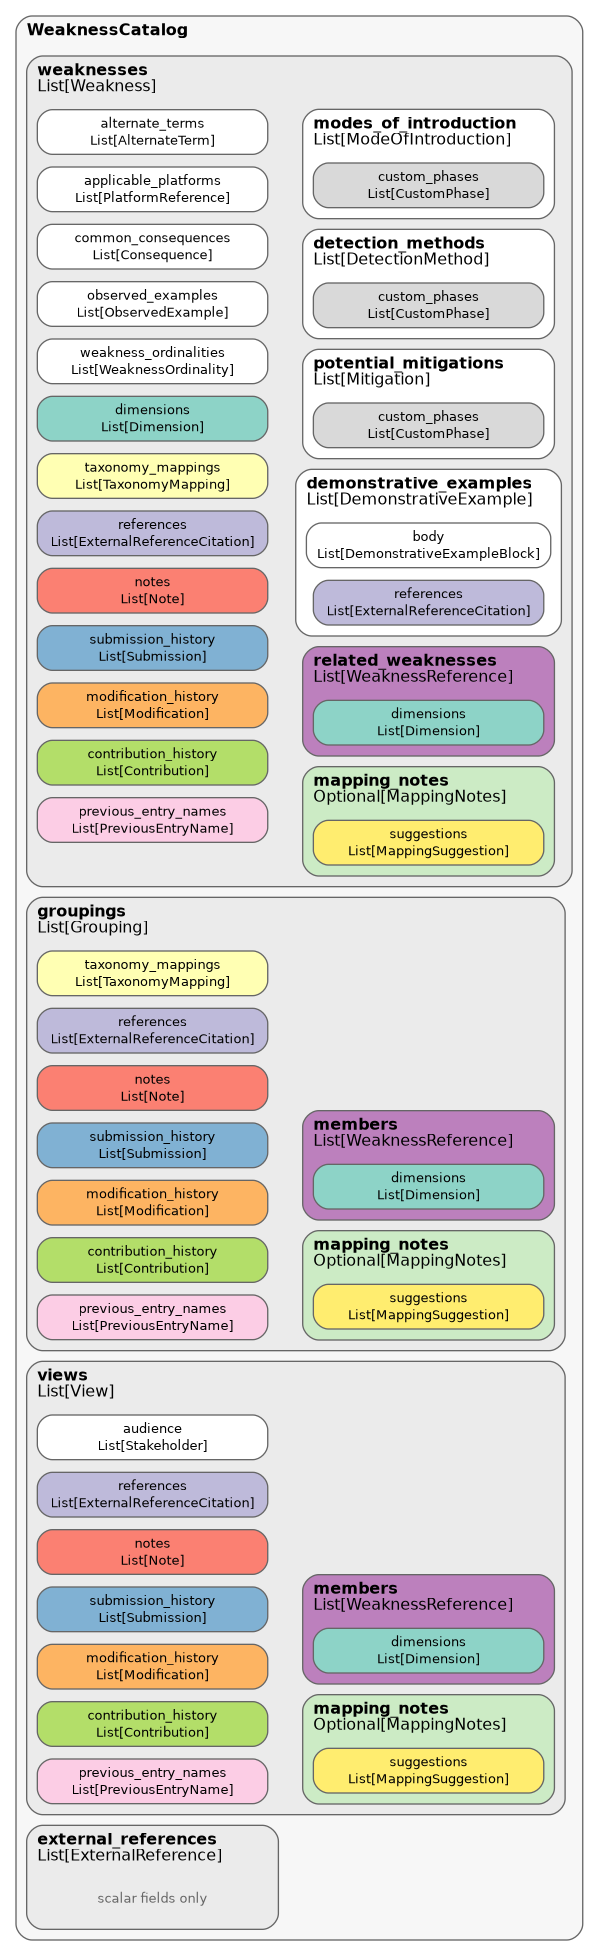 WeaknessCatalog
weaknesses
List[Weakness]
alternate_terms
List[AlternateTerm]
applicable_platforms
List[PlatformReference]
common_consequences
List[Consequence]
observed_examples
List[ObservedExample]
weakness_ordinalities
List[WeaknessOrdinality]
dimensions
List[Dimension]
taxonomy_mappings
List[TaxonomyMapping]
references
List[ExternalReferenceCitation]
notes
List[Note]
submission_history
List[Submission]
modification_history
List[Modification]
contribution_history
List[Contribution]
previous_entry_names
List[PreviousEntryName]
modes_of_introduction
List[ModeOfIntroduction]
custom_phases
List[CustomPhase]
detection_methods
List[DetectionMethod]
custom_phases
List[CustomPhase]
potential_mitigations
List[Mitigation]
custom_phases
List[CustomPhase]
demonstrative_examples
List[DemonstrativeExample]
body
List[DemonstrativeExampleBlock]
references
List[ExternalReferenceCitation]
related_weaknesses
List[WeaknessReference]
dimensions
List[Dimension]
mapping_notes
Optional[MappingNotes]
suggestions
List[MappingSuggestion]
groupings
List[Grouping]
taxonomy_mappings
List[TaxonomyMapping]
references
List[ExternalReferenceCitation]
notes
List[Note]
submission_history
List[Submission]
modification_history
List[Modification]
contribution_history
List[Contribution]
previous_entry_names
List[PreviousEntryName]
members
List[WeaknessReference]
dimensions
List[Dimension]
mapping_notes
Optional[MappingNotes]
suggestions
List[MappingSuggestion]
views
List[View]
audience
List[Stakeholder]
references
List[ExternalReferenceCitation]
notes
List[Note]
submission_history
List[Submission]
modification_history
List[Modification]
contribution_history
List[Contribution]
previous_entry_names
List[PreviousEntryName]
members
List[WeaknessReference]
dimensions
List[Dimension]
mapping_notes
Optional[MappingNotes]
suggestions
List[MappingSuggestion]
external_references
List[ExternalReference]
scalar fields only